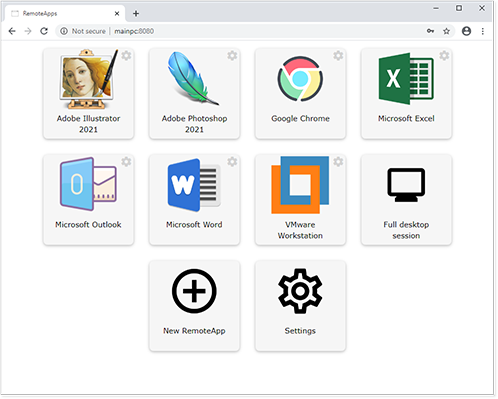 RemoteApps
Not secure | mainpc:8080
Adobe Illustrator
2021
Adobe Photoshop
2021
Google Chrome
Microsoft Excel
X
Microsoft Outlook
O
Microsoft Word
W
VMware
Workstation
Full desktop
session
New RemoteApp
Settings